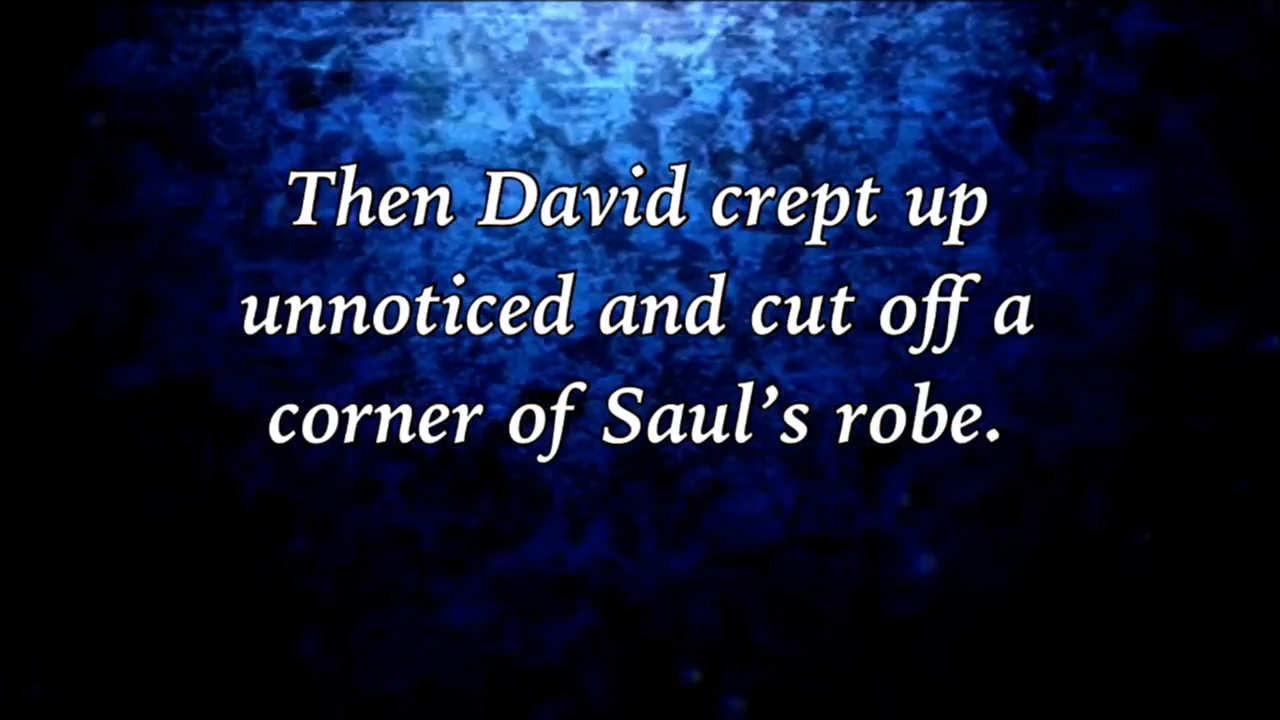 Then David crept up
unnoticed and cut off a
corner of Saul’s robe.